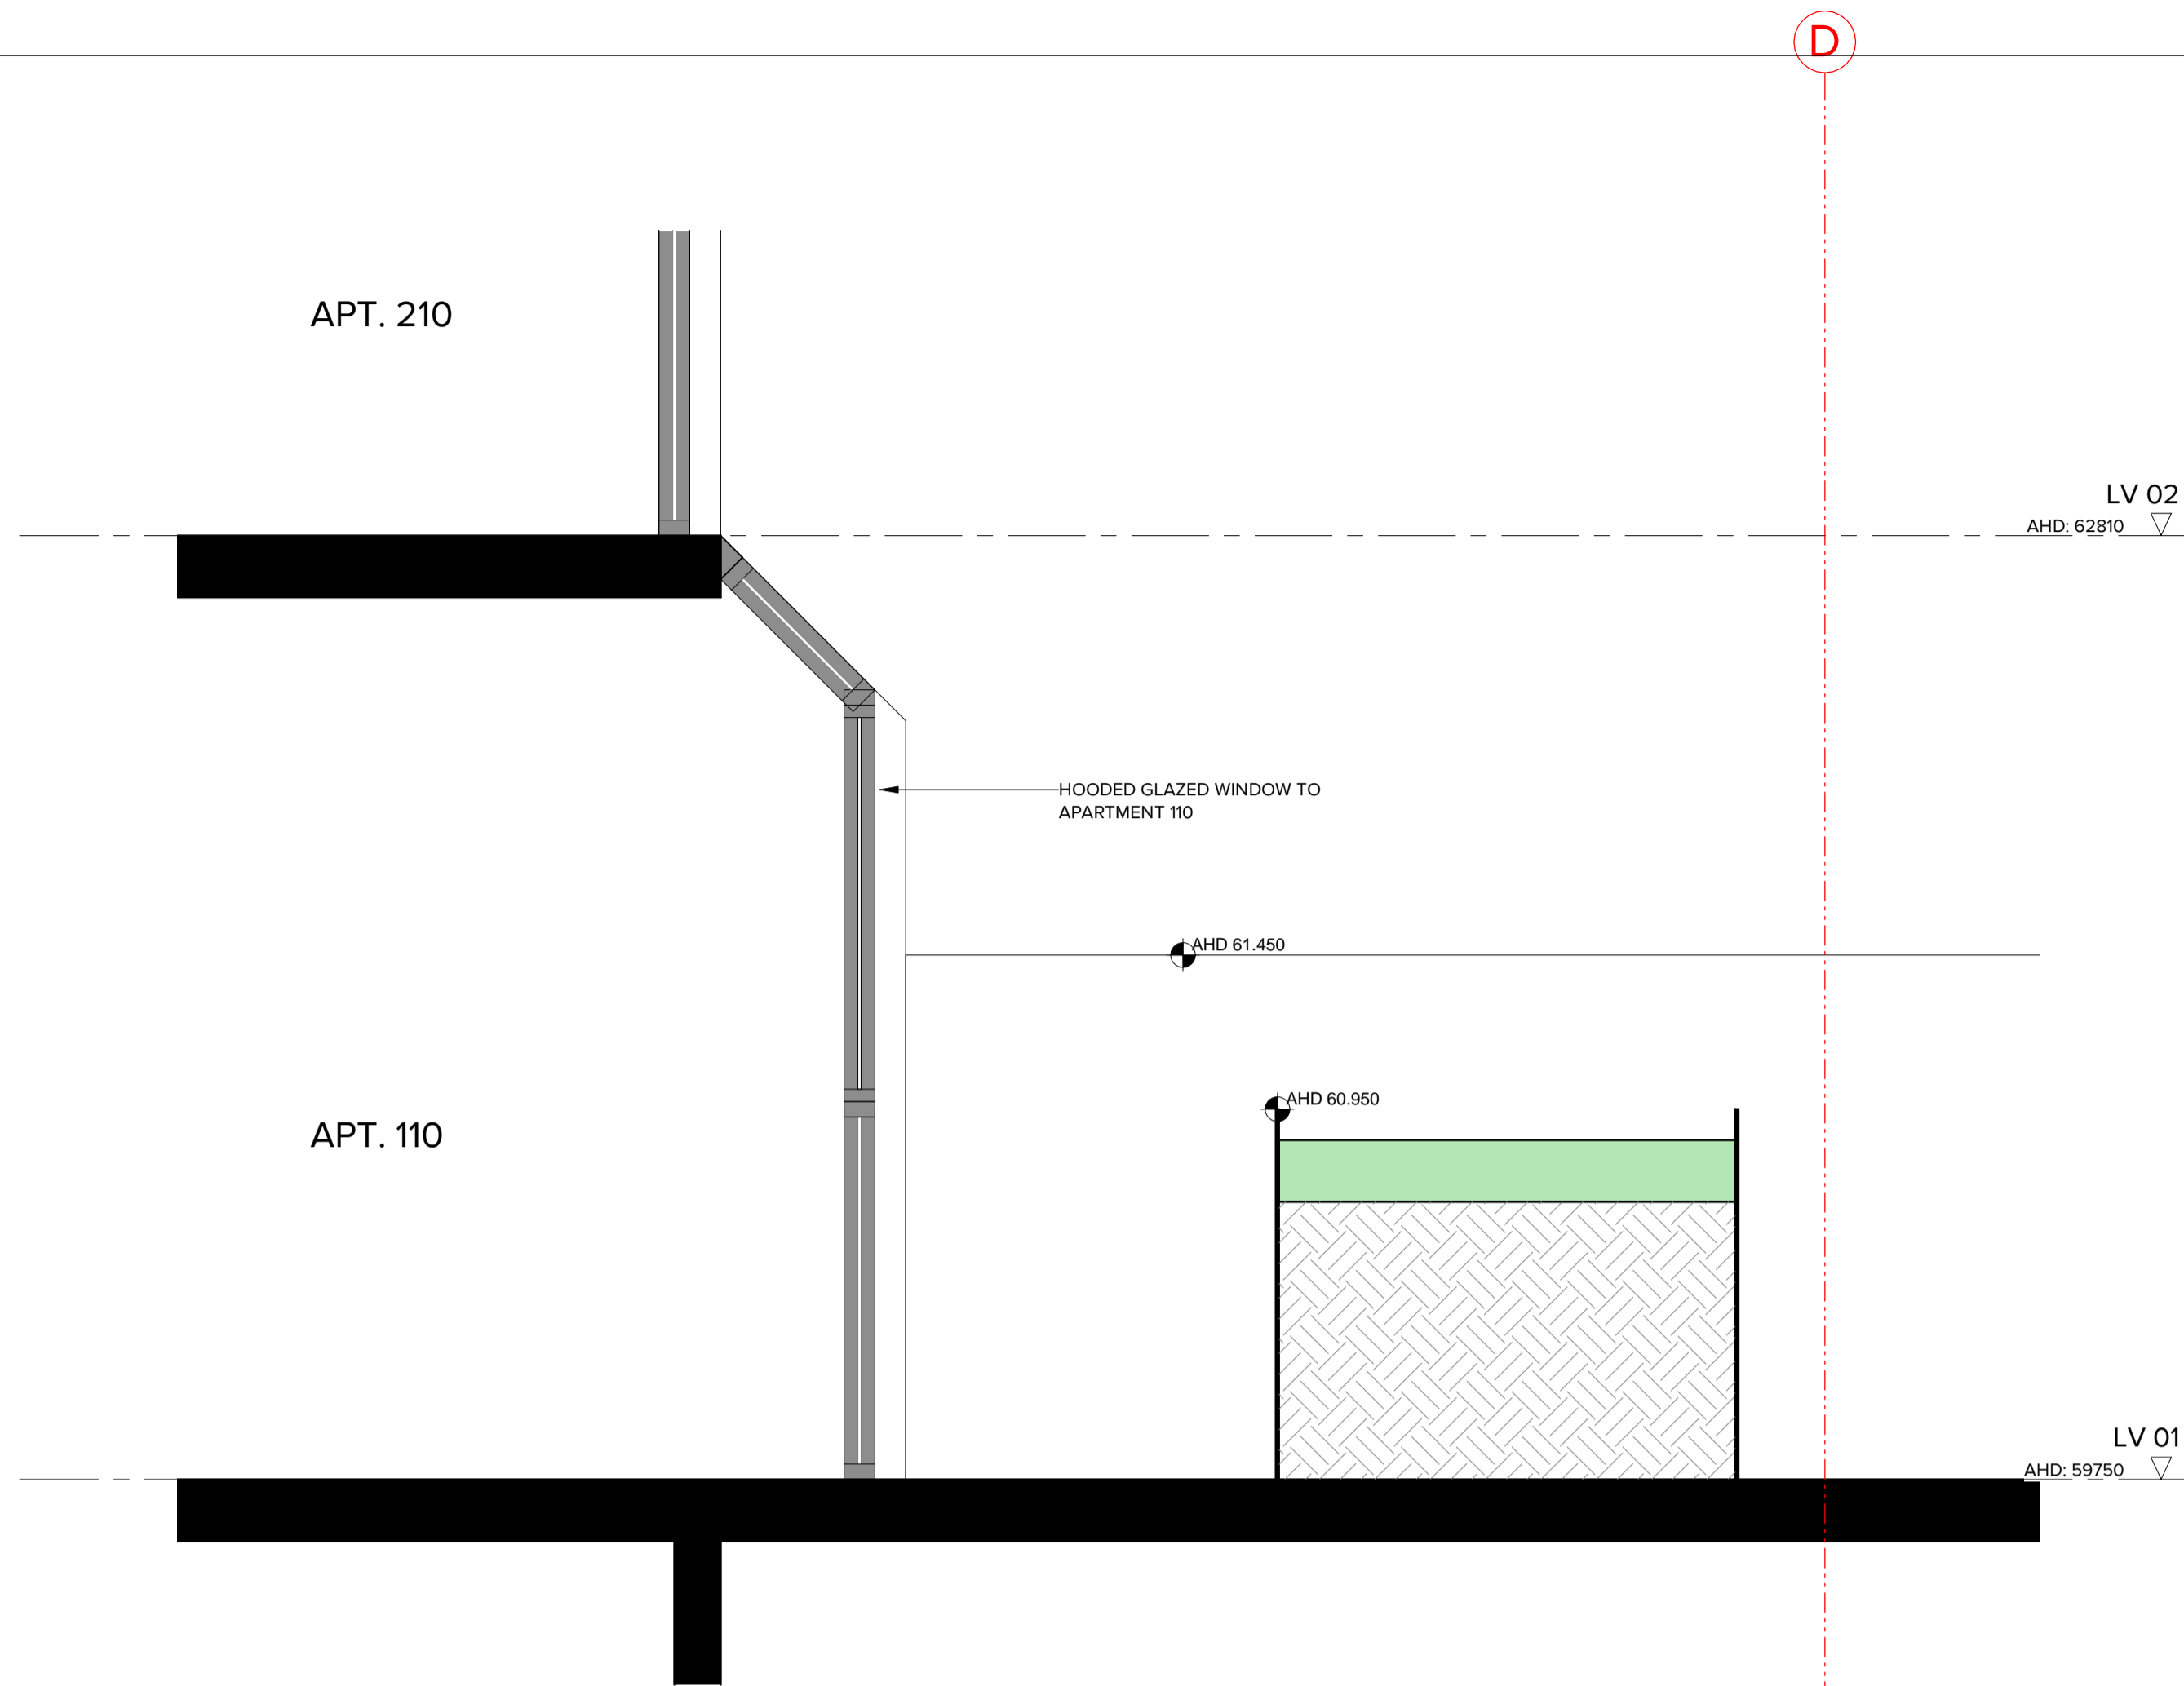 D
APT. 210
LV 02
AHD: 62810
HOODED GLAZED WINDOW TO
APARTMENT 110
AHD 61.450
AHD 60.950
APT. 110
LV 01
AHD: 59750